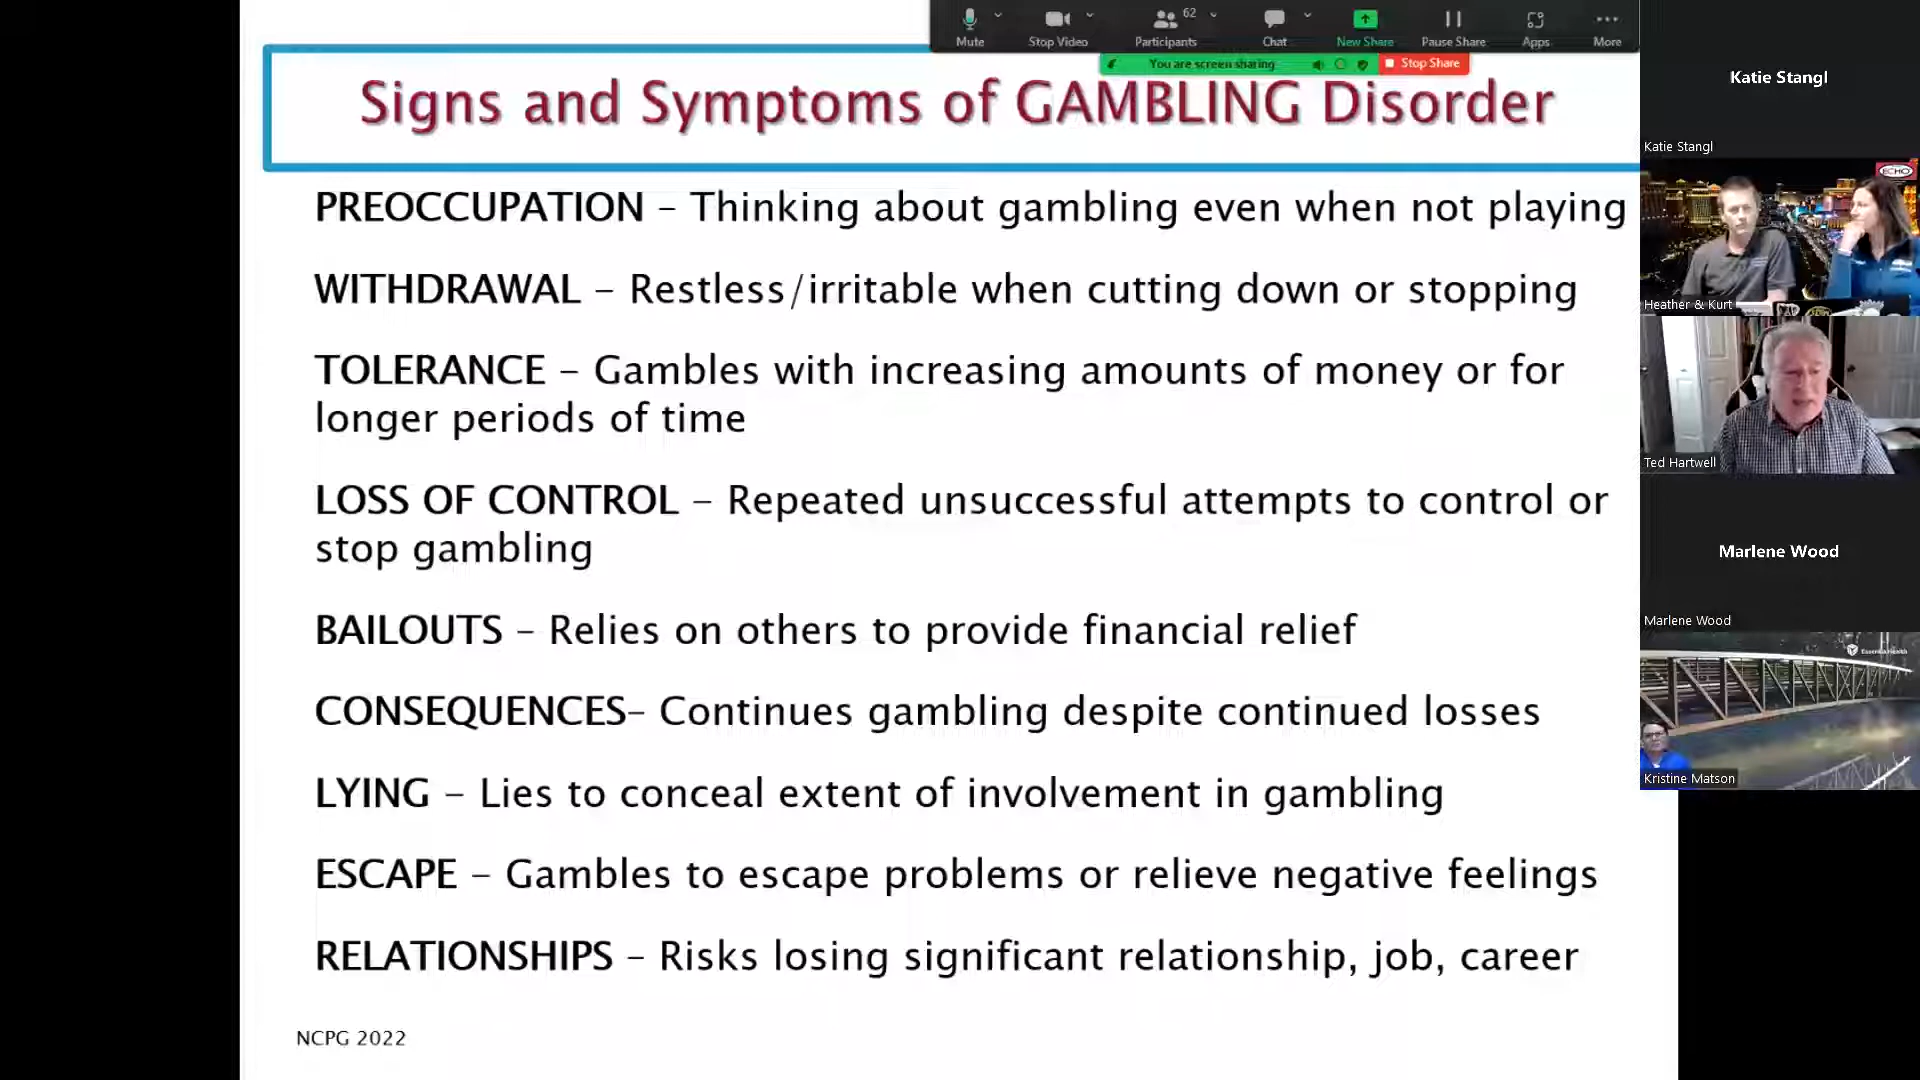 Mute
Stop Video
62
Participants
Chat
New Share
Pause Share
Apps
More
You are screen sharing
Stop Share
Signs and Symptoms of GAMBLING Disorder
PREOCCUPATION – Thinking about gambling even when not playing
WITHDRAWAL – Restless/irritable when cutting down or stopping
TOLERANCE – Gambles with increasing amounts of money or for
longer periods of time
LOSS OF CONTROL – Repeated unsuccessful attempts to control or
stop gambling
BAILOUTS – Relies on others to provide financial relief
CONSEQUENCES– Continues gambling despite continued losses
LYING – Lies to conceal extent of involvement in gambling
ESCAPE – Gambles to escape problems or relieve negative feelings
RELATIONSHIPS – Risks losing significant relationship, job, career
NCPG 2022
Katie Stangl
Katie Stangl
ECHO
Heather & Kurt
Ted Hartwell
Marlene Wood
Marlene Wood
Essentia Health
Kristine Matson